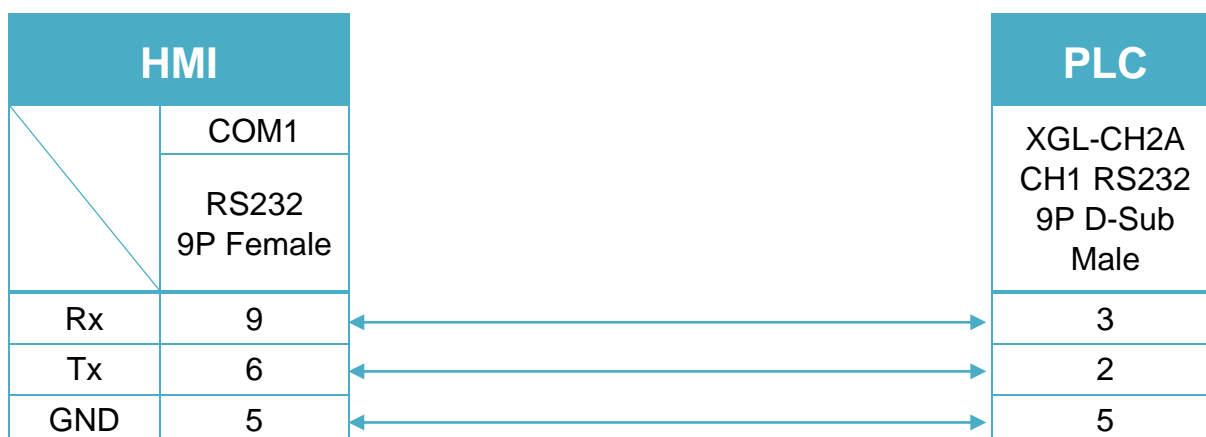 HMI
PLC
COM1
RS232
9P Female
XGL-CH2A
CH1 RS232
9P D-Sub
Male
Rx 9 3
Tx 6 2
GND 5 5